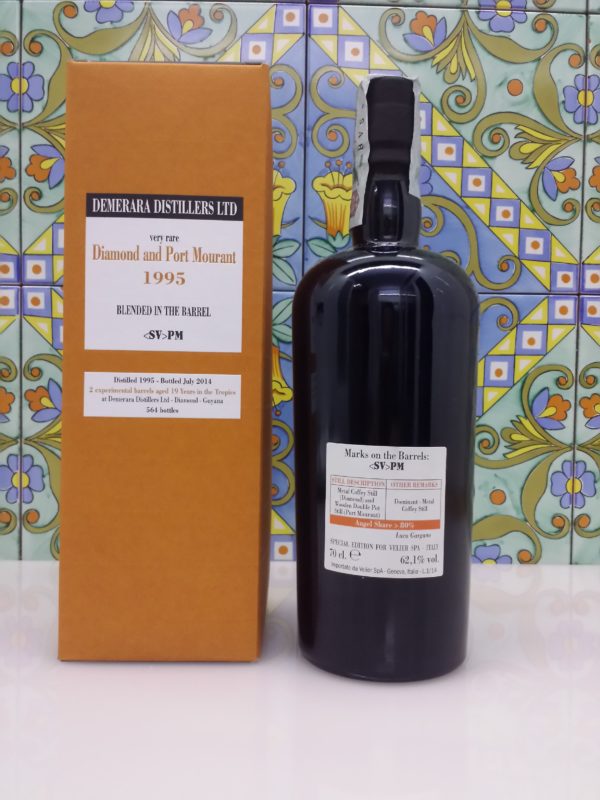 DEMERARA DISTILLERS LTD
very rare
Diamond and Port Mourant
1995
BLENDED IN THE BARREL
<SV>PM
Distilled 1995 - Bottled July 2014
2 experimental barrels aged 19 Years in the Tropics
at Demerara Distillers Ltd - Diamond - Guyana
564 bottles
Marks on the Barrels:
<SV>PM
STILL DESCRIPTION
Metal Coffey Still
(Diamond) and
Wooden Double Pot
Still (Port Mourant)
OTHER REMARKS
Dominant - Metal
Coffey Still
Angel Share > 80%
Luca Gargano
SPECIAL EDITION FOR VELIER SPA - ITALY
70 cl. ℮ 62,1% vol.
Importato da Velier SpA - Genova, Italia - L.1/14